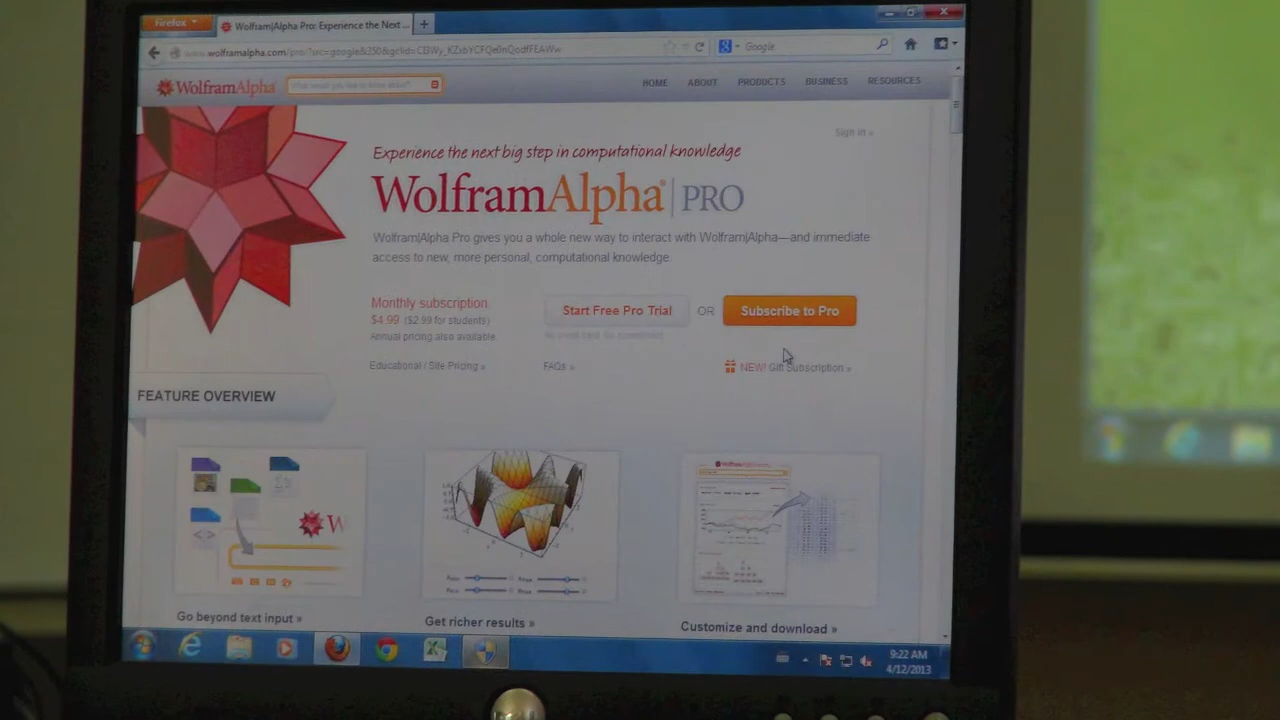 Firefox
Wolfram|Alpha Pro: Experience the Next ...
Google
WolframAlpha
HOME ABOUT PRODUCTS BUSINESS RESOURCES
Sign in »
Experience the next big step in computational knowledge
WolframAlpha | PRO
Wolfram|Alpha Pro gives you a whole new way to interact with Wolfram|Alpha—and immediate
access to new, more personal, computational knowledge.
Monthly subscription
$4.99 ($2.99 for students)
Annual pricing also available.
Start Free Pro Trial OR Subscribe to Pro
Educational / Site Pricing »
FAQs »
NEW! Gift Subscription »
FEATURE OVERVIEW
Go beyond text input »
Get richer results »
Customize and download »
9:22 AM
4/12/2013